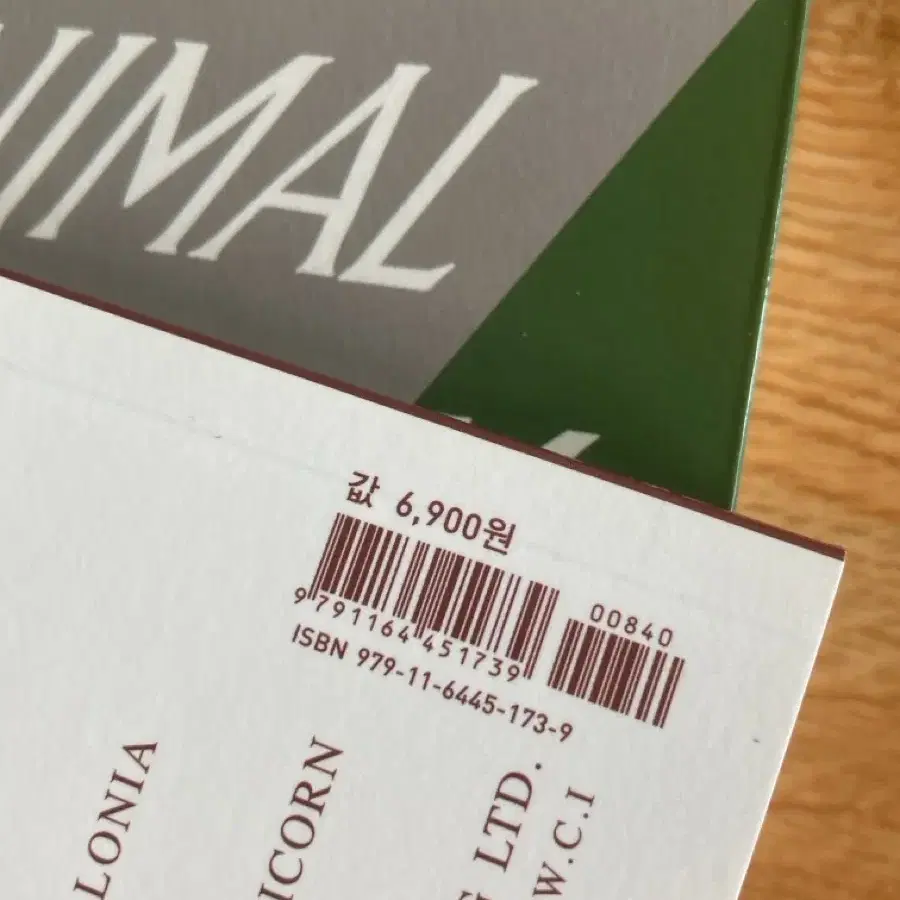 NIMAL
값 6,900원
00840
9 791164 451739
ISBN 979-11-6445-173-9
LONIA
ICORN
G LTD.
W.C.I